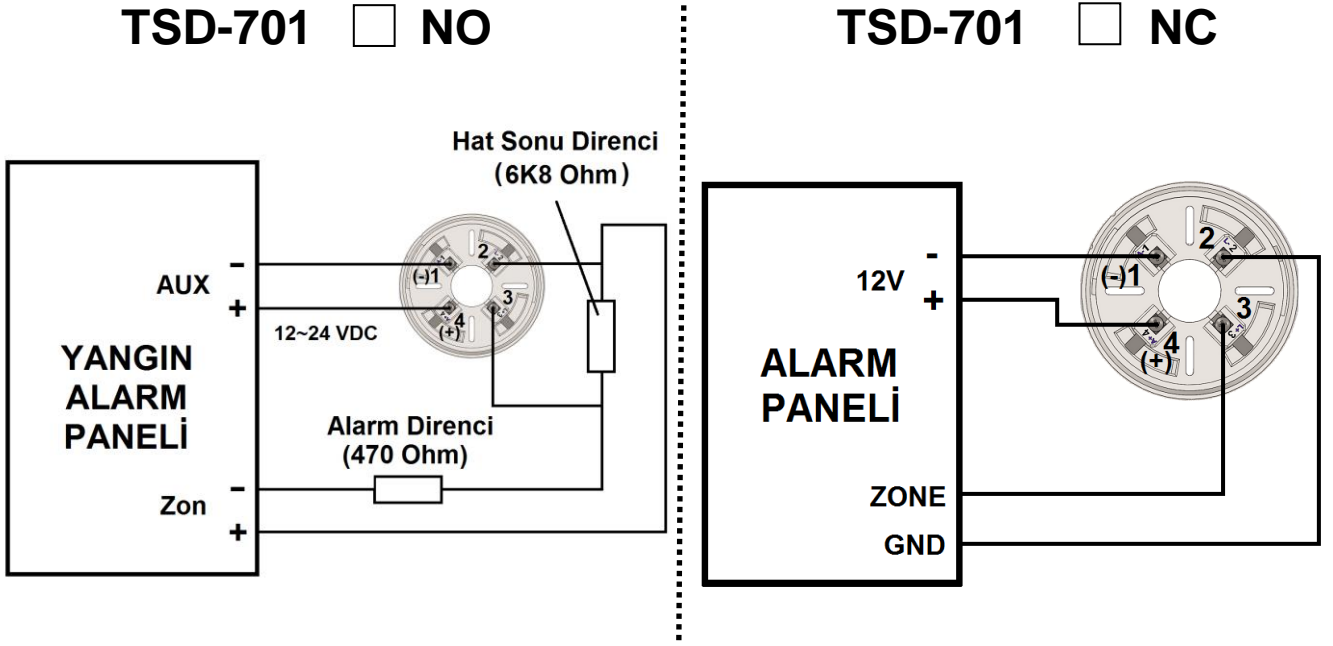 TSD-701 □ NO
Hat Sonu Direnci
(6K8 Ohm)
AUX
-
+
12~24 VDC
(-)1
2
3
4
(+)
YANGIN
ALARM
PANELİ
Alarm Direnci
(470 Ohm)
Zon
-
+
TSD-701 □ NC
12V
-
+
(-)1
2
3
4
(+)
ALARM
PANELİ
ZONE
GND